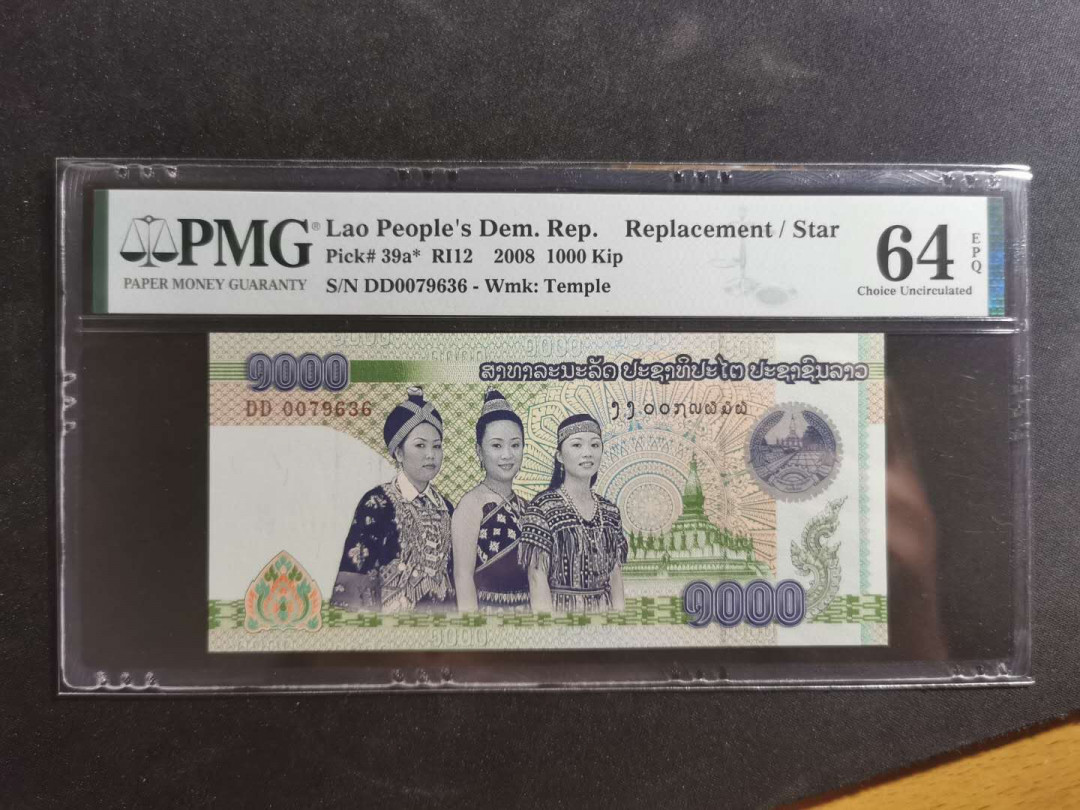 PMG®
PAPER MONEY GUARANTY
Lao People's Dem. Rep. Replacement / Star
Pick# 39a* RI12 2008 1000 Kip
S/N DD0079636 - Wmk: Temple
64 EPQ
Choice Uncirculated
໑໐໐໐
ສາທາລະນະລັດ ປະຊາທິປະໄຕ ປະຊາຊົນລາວ
DD 0079636
໑໐໐໐